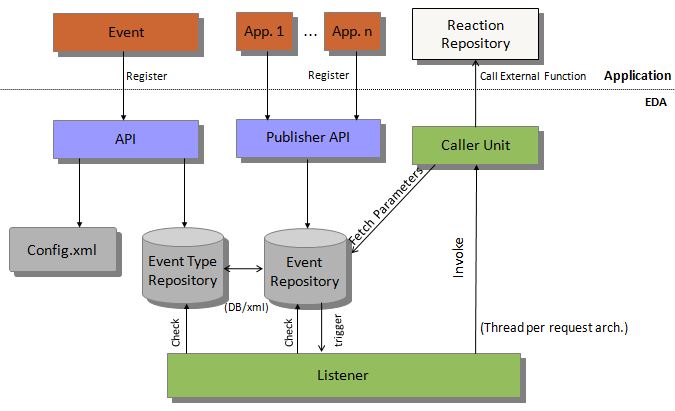 Event
App. 1
...
App. n
Reaction
Repository
Register
Register
Call External Function
Application
EDA
API
Publisher API
Caller Unit
Fetch Parameters
Config.xml
Event Type
Repository
Event
Repository
Invoke
(DB/xml)
Check
Check
trigger
(Thread per request arch.)
Listener